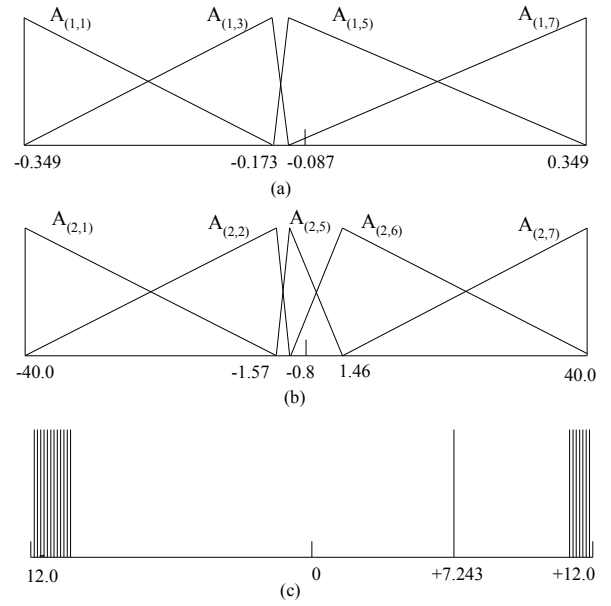 A(1,1) A(1,3) A(1,5) A(1,7)
-0.349 -0.173 -0.087 0.349
(a)
A(2,1) A(2,2) A(2,5) A(2,6) A(2,7)
-40.0 -1.57 -0.8 1.46 40.0
(b)
12.0 0 +7.243 +12.0
(c)